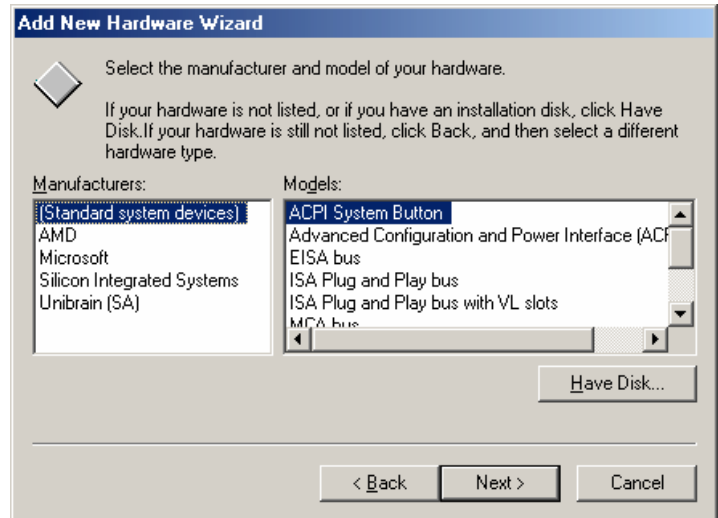 Add New Hardware Wizard
Select the manufacturer and model of your hardware.
If your hardware is not listed, or if you have an installation disk, click Have
Disk.If your hardware is still not listed, click Back, and then select a different
hardware type.
Manufacturers:
(Standard system devices)
AMD
Microsoft
Silicon Integrated Systems
Unibrain (SA)
Models:
ACPI System Button
Advanced Configuration and Power Interface (ACP
EISA bus
ISA Plug and Play bus
ISA Plug and Play bus with VL slots
MCA bus
Have Disk...
< Back
Next >
Cancel